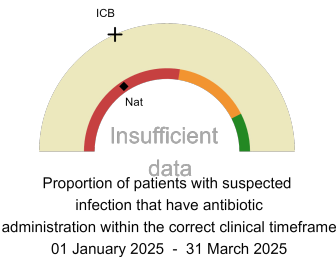 ICB
Nat
Insufficient
data
Proportion of patients with suspected
infection that have antibiotic
administration within the correct clinical timeframe
01 January 2025 - 31 March 2025